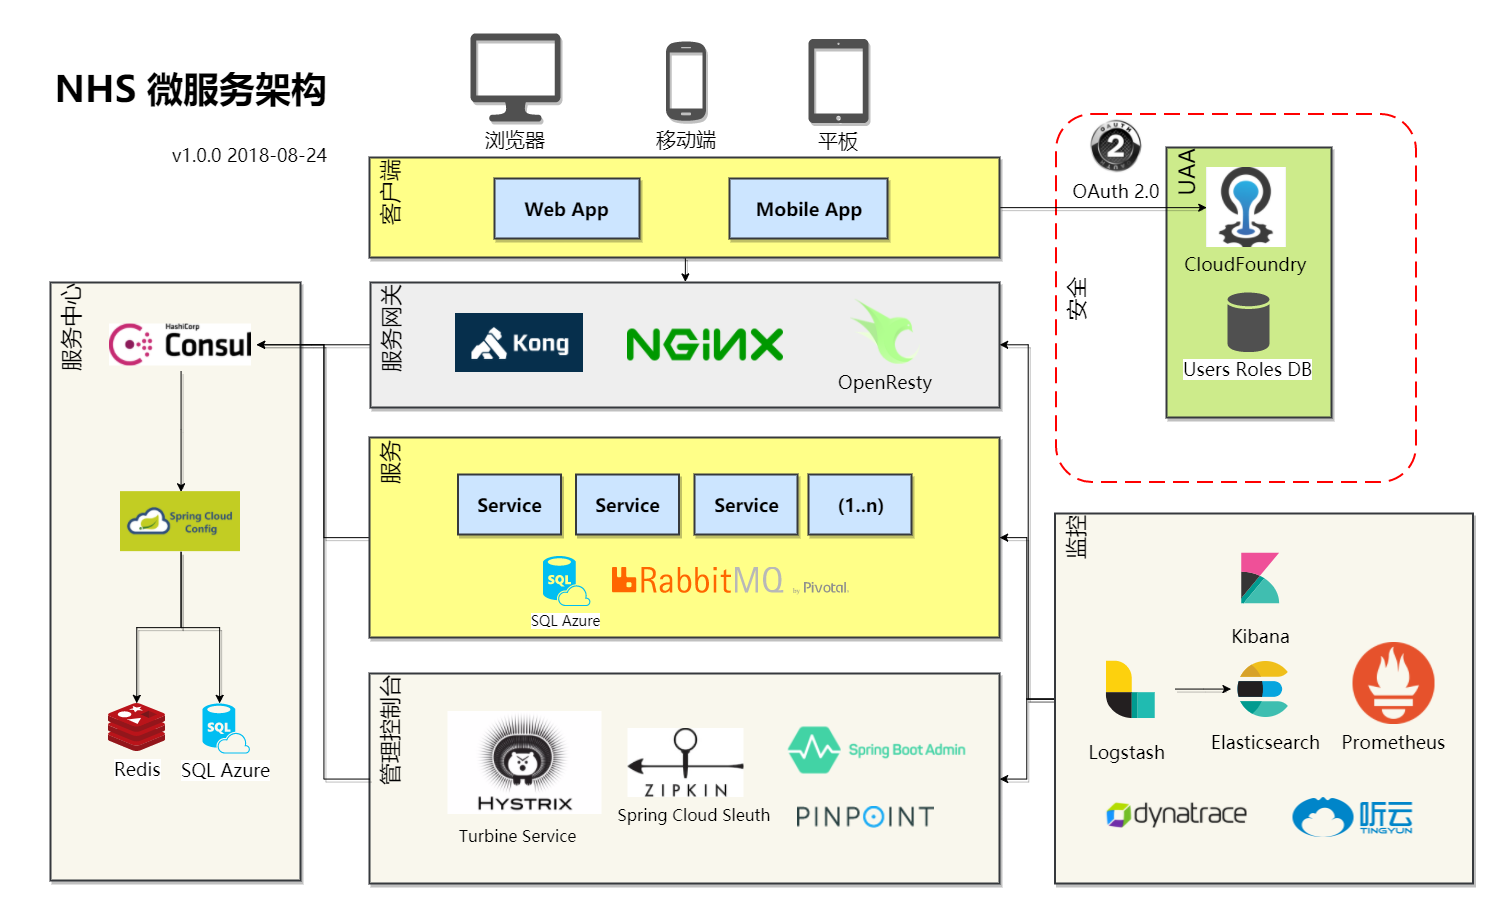 NHS 微服务架构
v1.0.0 2018-08-24
浏览器
移动端
平板
客户端
Web App
Mobile App
OAUTH
2
OAuth 2.0
UAA
CloudFoundry
Users Roles DB
安全
服务中心
HashiCorp
Consul
Spring Cloud
Config
Redis
SQL
SQL Azure
服务网关
Kong
NGINX
OpenResty
服务
Service
Service
Service
(1..n)
SQL
SQL Azure
RabbitMQ by Pivotal
管理控制台
HYSTRIX
Turbine Service
ZIPKIN
Spring Cloud Sleuth
Spring Boot Admin
PINPOINT
监控
Kibana
Logstash
Elasticsearch
Prometheus
dynatrace
听云
TINGYUN